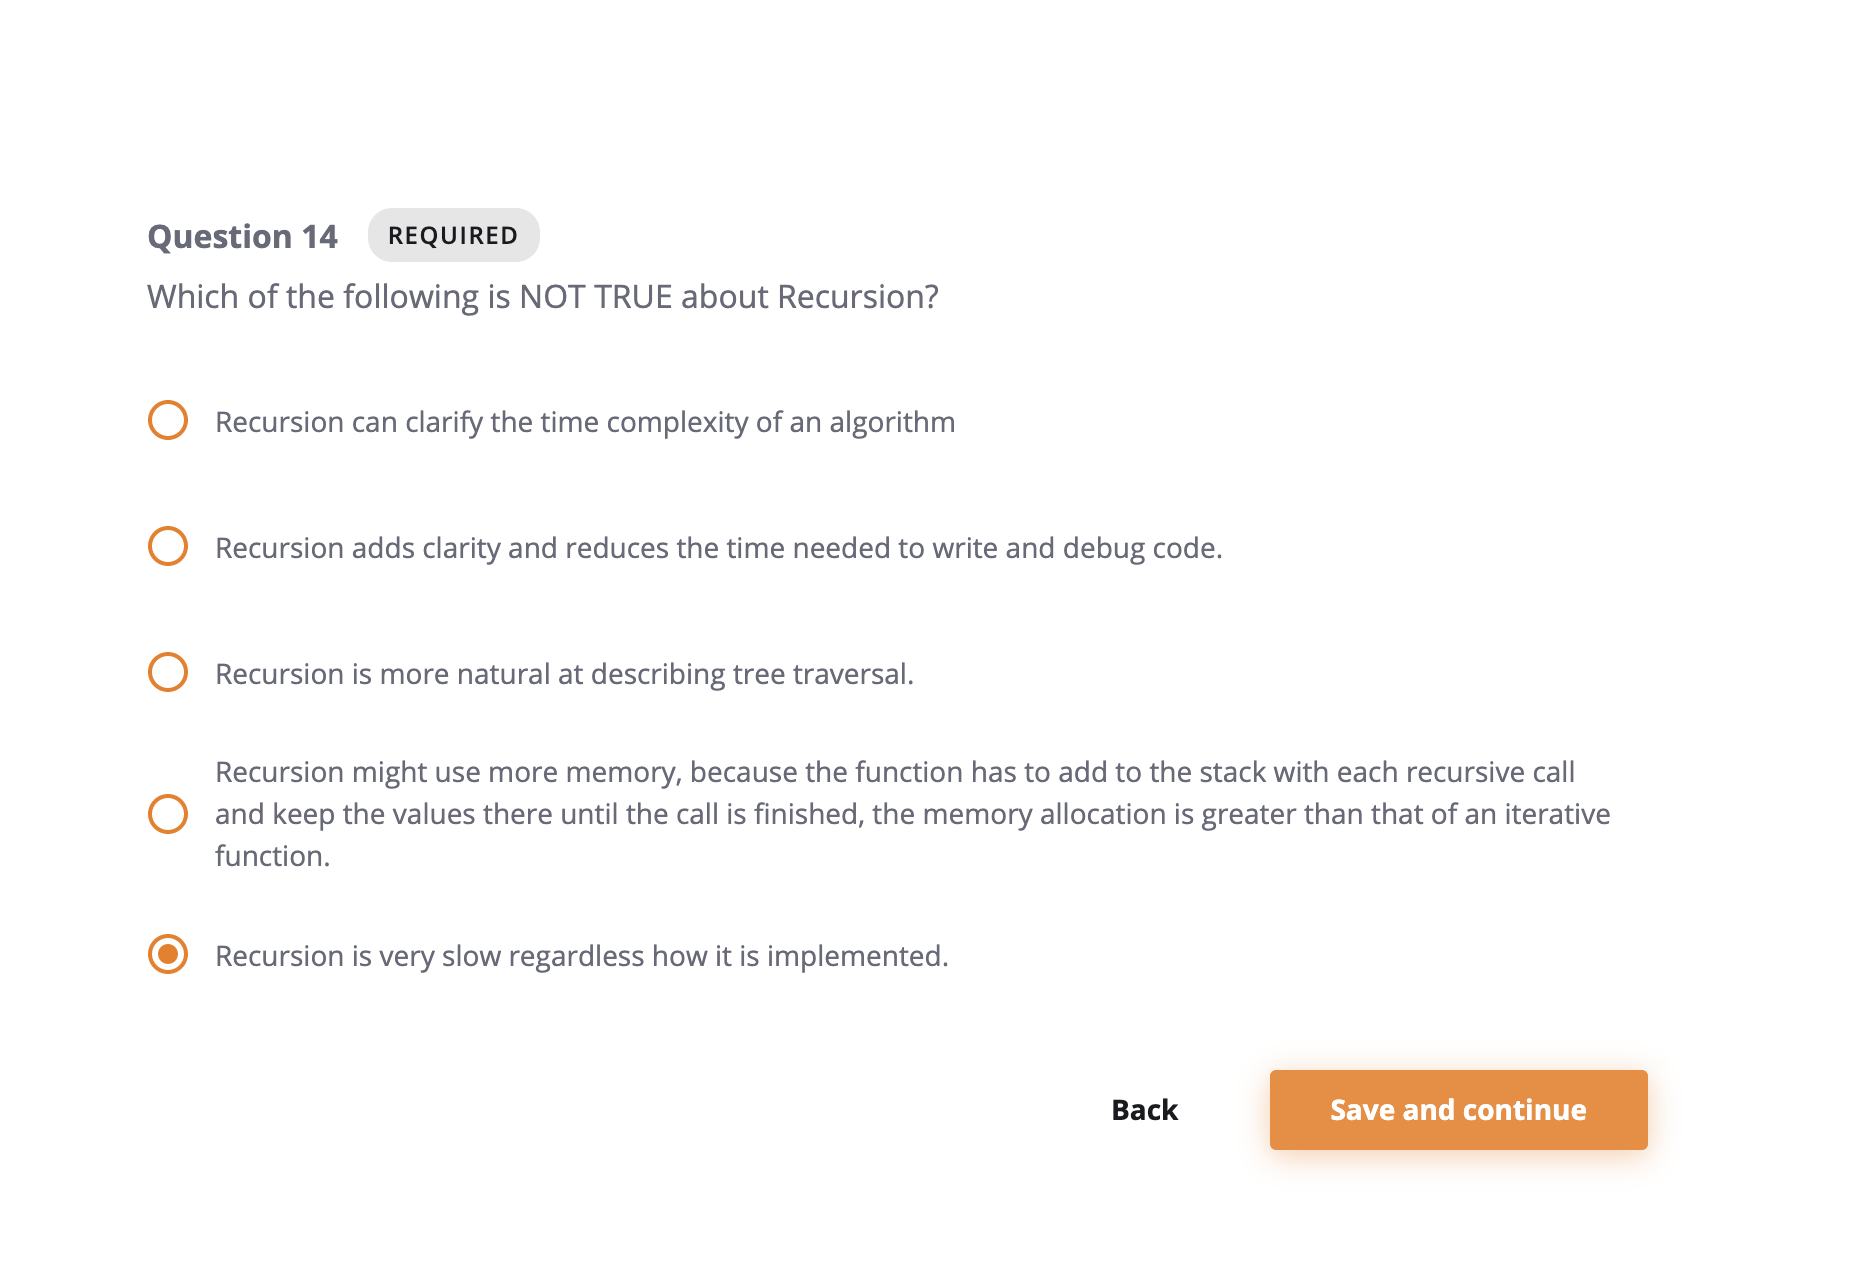 Question 14 REQUIRED
Which of the following is NOT TRUE about Recursion?
Recursion can clarify the time complexity of an algorithm
Recursion adds clarity and reduces the time needed to write and debug code.
Recursion is more natural at describing tree traversal.
Recursion might use more memory, because the function has to add to the stack with each recursive call
and keep the values there until the call is finished, the memory allocation is greater than that of an iterative
function.
Recursion is very slow regardless how it is implemented.
Back Save and continue